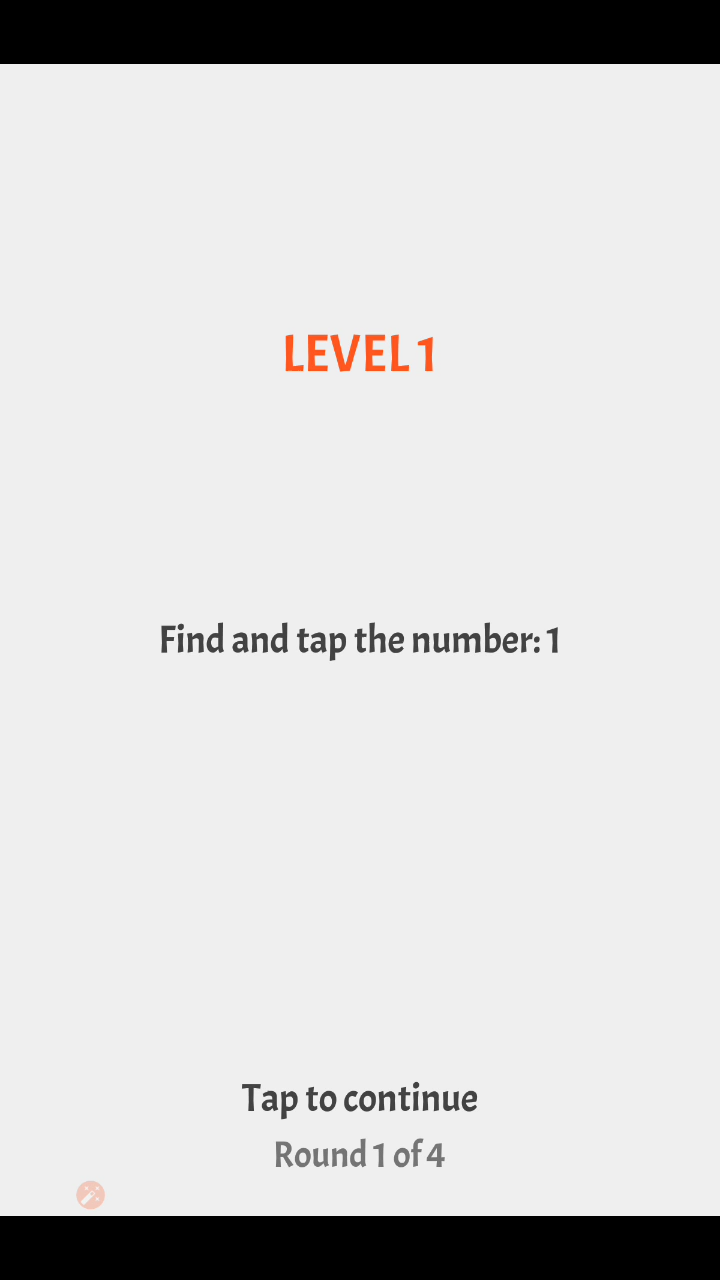 LEVEL 1
Find and tap the number: 1
Tap to continue
Round 1 of 4